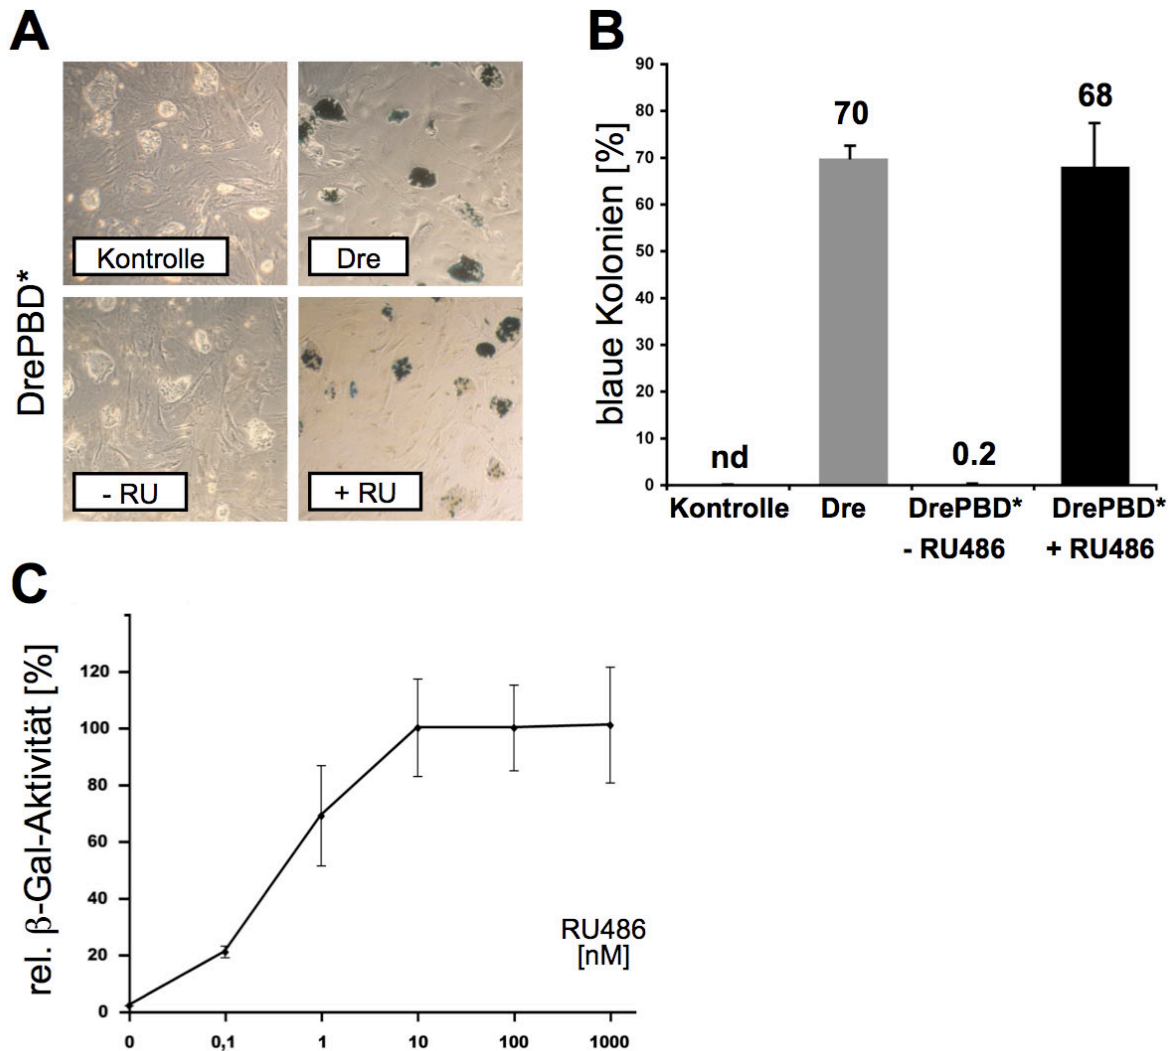 A
DrePBD*
Kontrolle
Dre
- RU
+ RU
B
blaue Kolonien [%]
90
80
70
60
50
40
30
20
10
0
nd
70
0.2
68
Kontrolle Dre DrePBD* DrePBD*
- RU486 + RU486
C
rel. β-Gal-Aktivität [%]
120
100
80
60
40
20
0
RU486
[nM]
0 0,1 1 10 100 1000